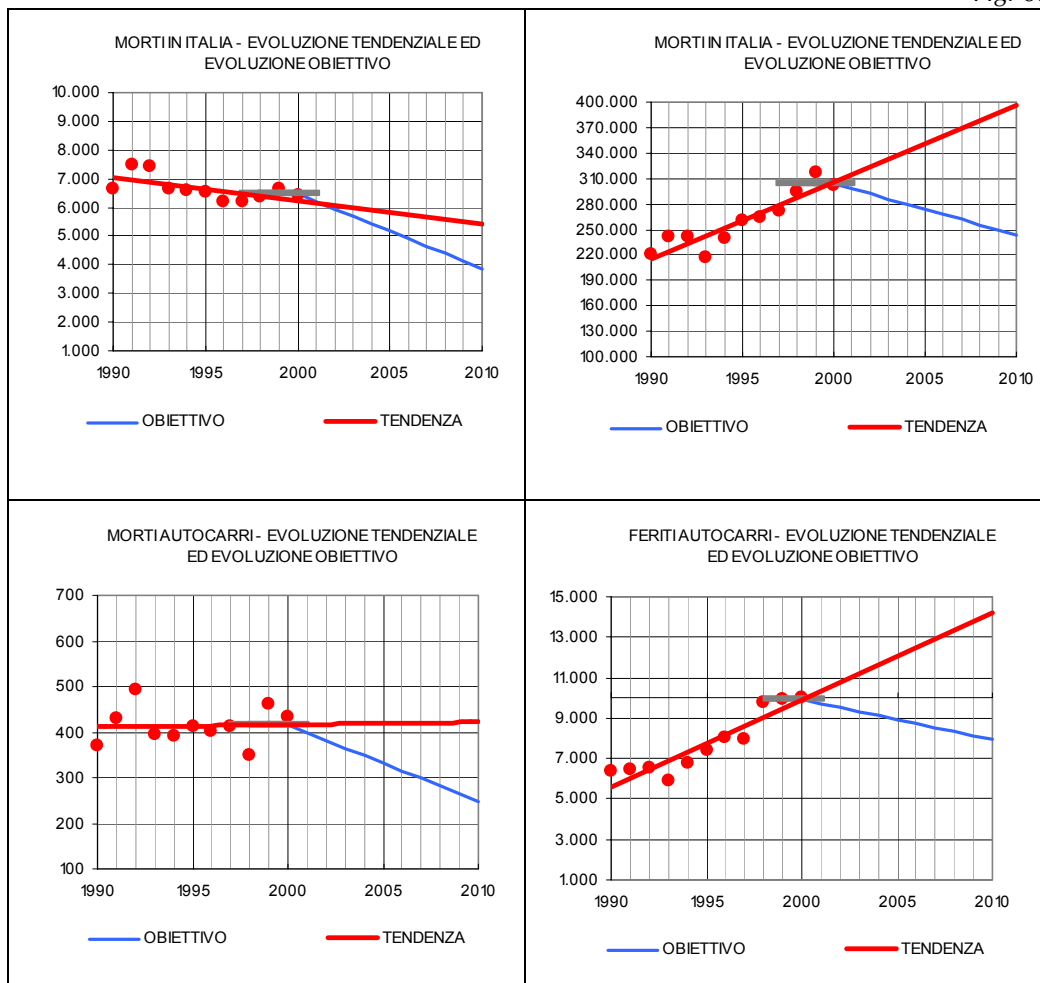 MORTI IN ITALIA - EVOLUZIONE TENDENZIALE ED
EVOLUZIONE OBIETTIVO
10.000
9.000
8.000
7.000
6.000
5.000
4.000
3.000
2.000
1.000
1990 1995 2000 2005 2010
OBIETTIVO TENDENZA
MORTI IN ITALIA - EVOLUZIONE TENDENZIALE ED
EVOLUZIONE OBIETTIVO
400.000
370.000
340.000
310.000
280.000
250.000
220.000
190.000
160.000
130.000
100.000
1990 1995 2000 2005 2010
OBIETTIVO TENDENZA
MORTI AUTOCARRI - EVOLUZIONE TENDENZIALE
ED EVOLUZIONE OBIETTIVO
700
600
500
400
300
200
100
1990 1995 2000 2005 2010
OBIETTIVO TENDENZA
FERITI AUTOCARRI - EVOLUZIONE TENDENZIALE
ED EVOLUZIONE OBIETTIVO
15.000
13.000
11.000
9.000
7.000
5.000
3.000
1.000
1990 1995 2000 2005 2010
OBIETTIVO TENDENZA